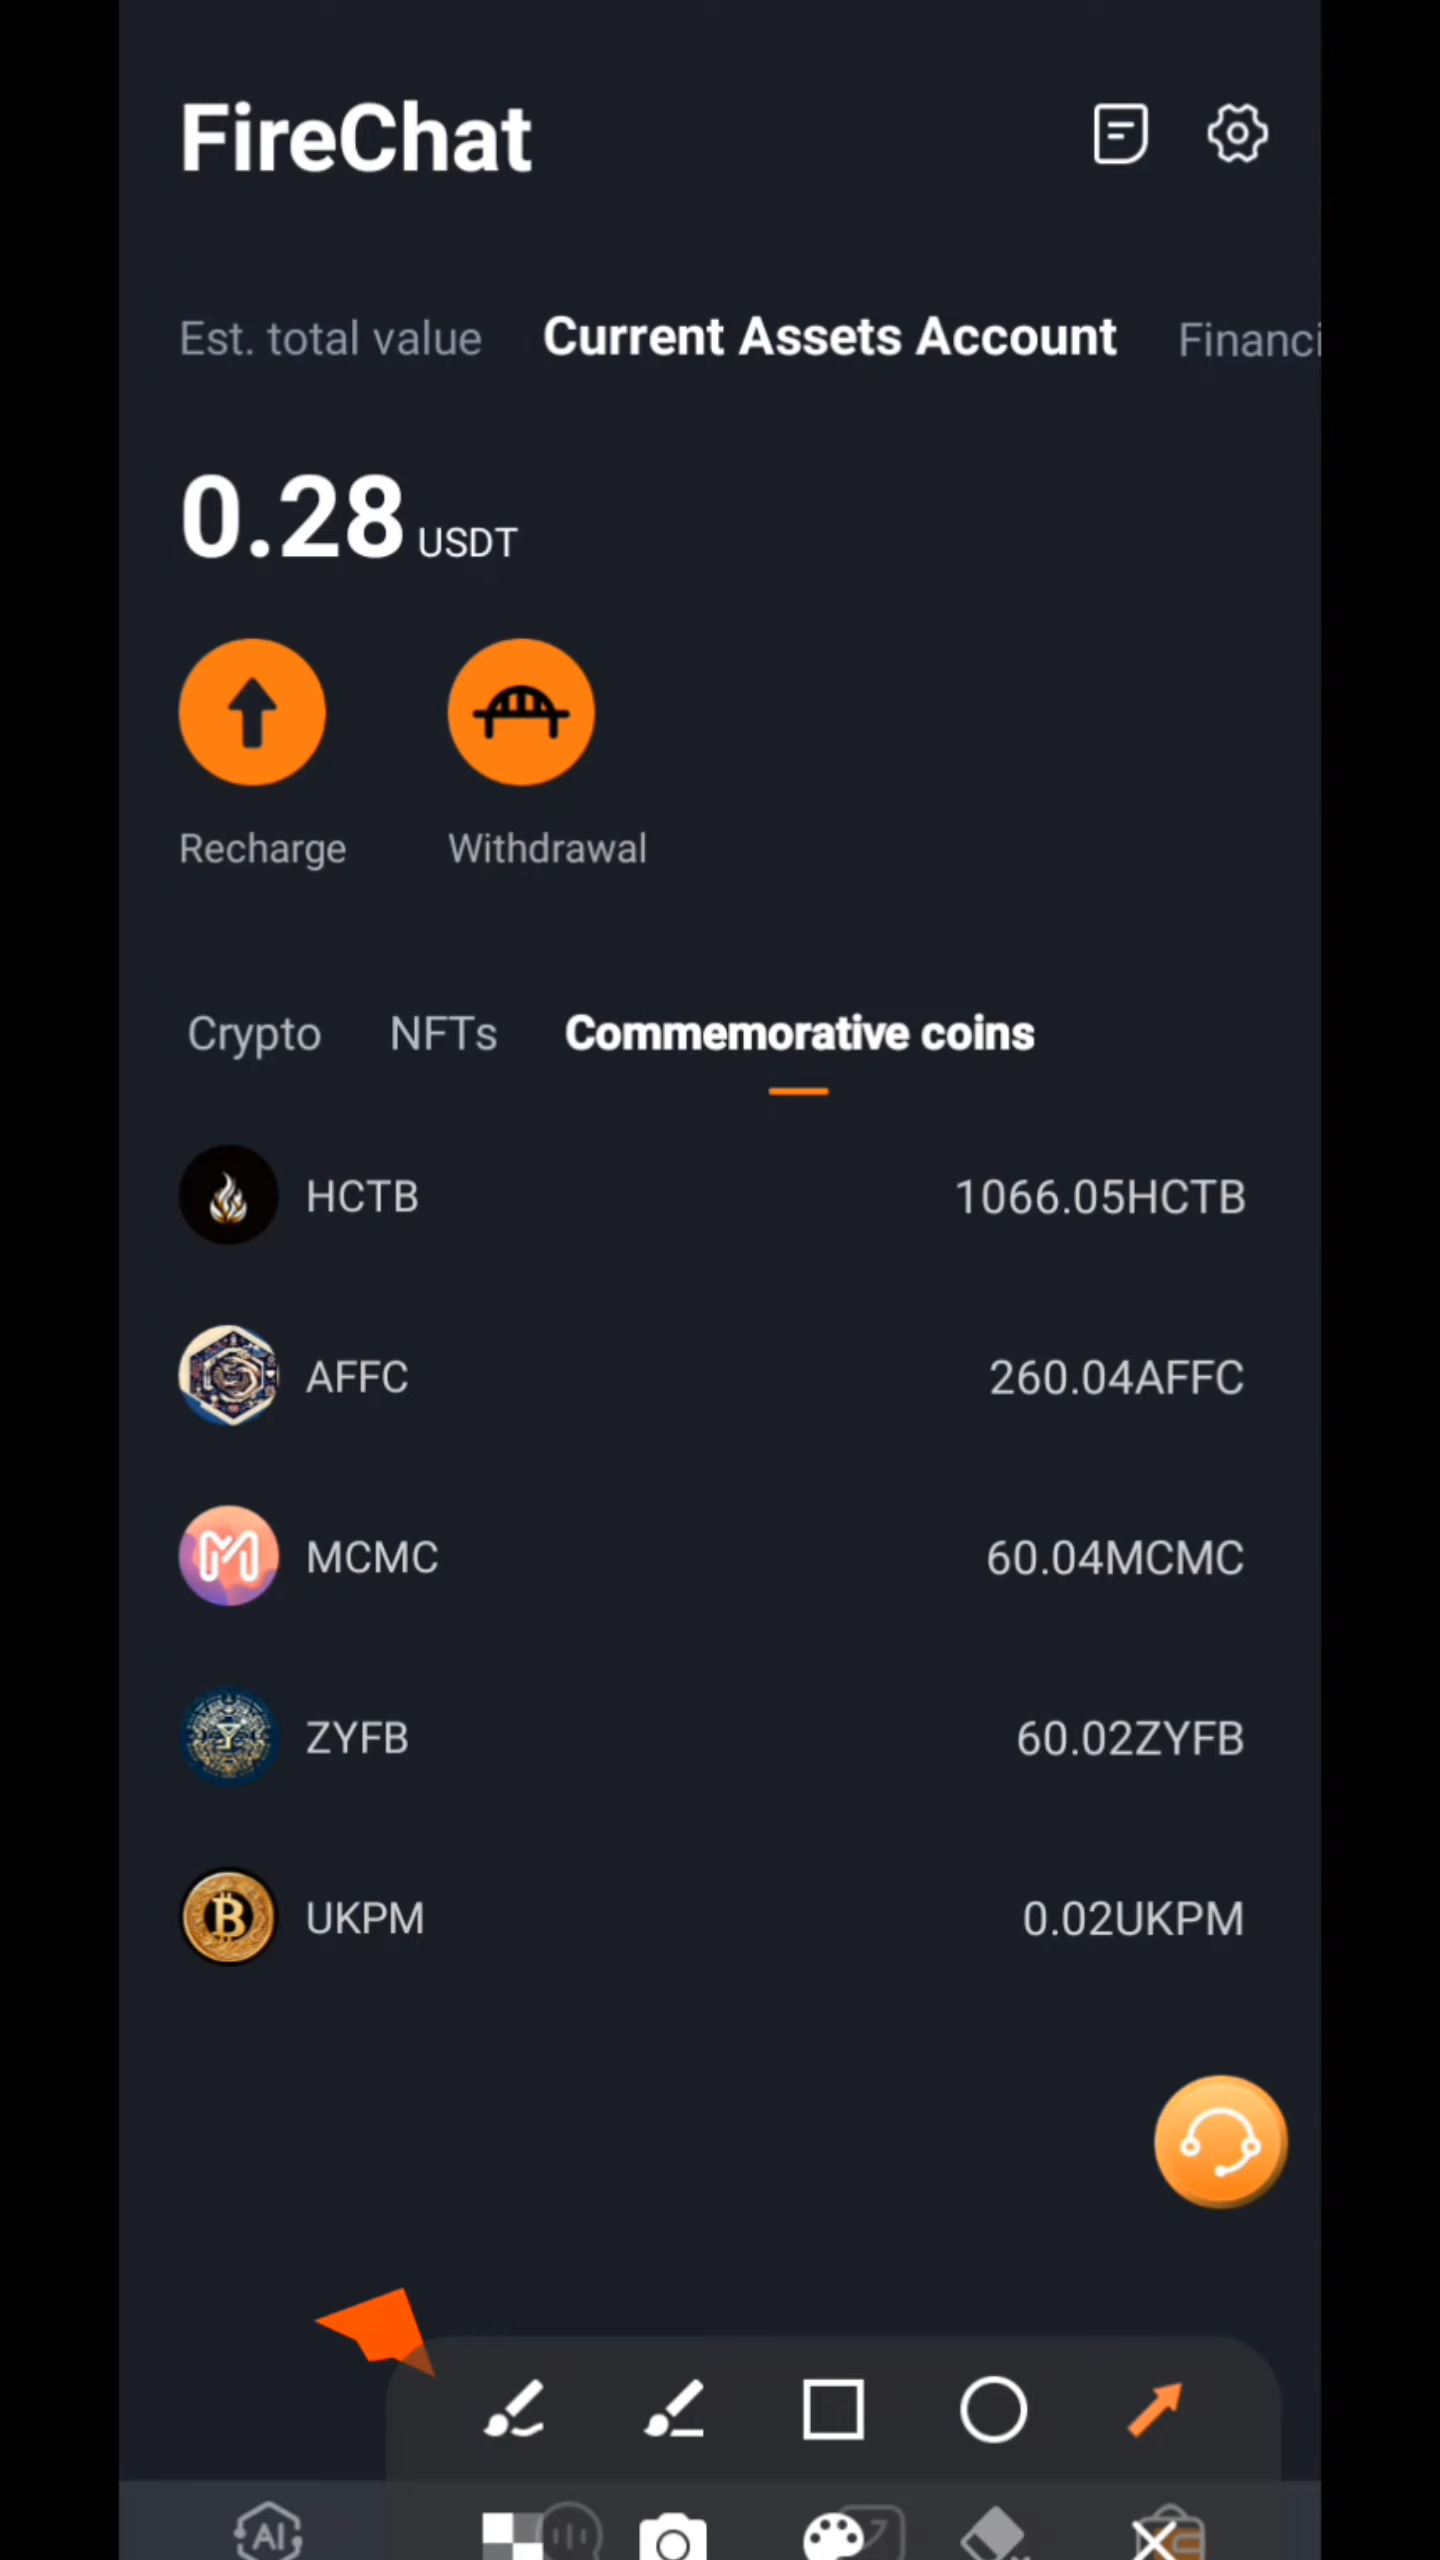 FireChat
Est. total value Current Assets Account Financi
0.28 USDT
Recharge Withdrawal
Crypto NFTs Commemorative coins
HCTB 1066.05HCTB
AFFC 260.04AFFC
MCMC 60.04MCMC
ZYFB 60.02ZYFB
UKPM 0.02UKPM
AI